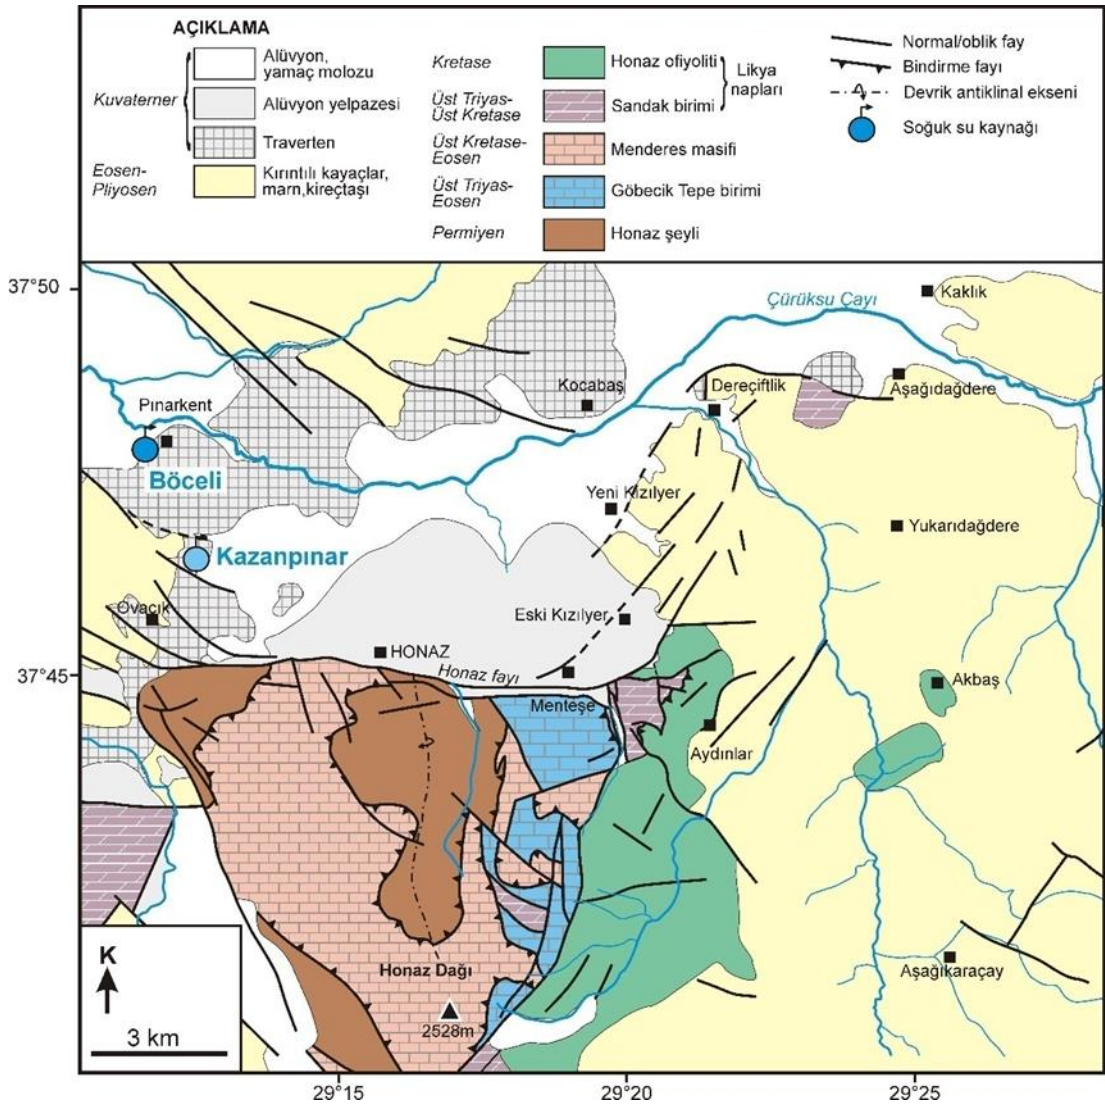 AÇIKLAMA
Kuvaterner
Alüvyon,
yamaç molozu
Alüvyon yelpazesi
Traverten
Eosen-
Pliyosen
Kırıntılı kayaçlar,
marn,kireçtaşı
Kretase
Honaz ofiyoliti
Üst Triyas-
Üst Kretase
Sandak birimi
Likya
napları
Üst Kretase-
Eosen
Menderes masifi
Üst Triyas-
Eosen
Göbecik Tepe birimi
Permiyen
Honaz şeyli
Normal/oblik fay
Bindirme fayı
Devrik antiklinal ekseni
Soğuk su kaynağı
37°50
Kaklık
Çürüksu Çayı
Kocabaş
Dereçiftlik
Aşağıdağdere
Pınarkent
Böceli
Yeni Kızılyer
Yukarıdağdere
Kazanpınar
Ovacık
Eski Kızılyer
HONAZ
Honaz fayı
37°45
Akbaş
Menteşe
Aydınlar
Honaz Dağı
2528m
Aşağıkaraçay
K
3 km
29°15
29°20
29°25